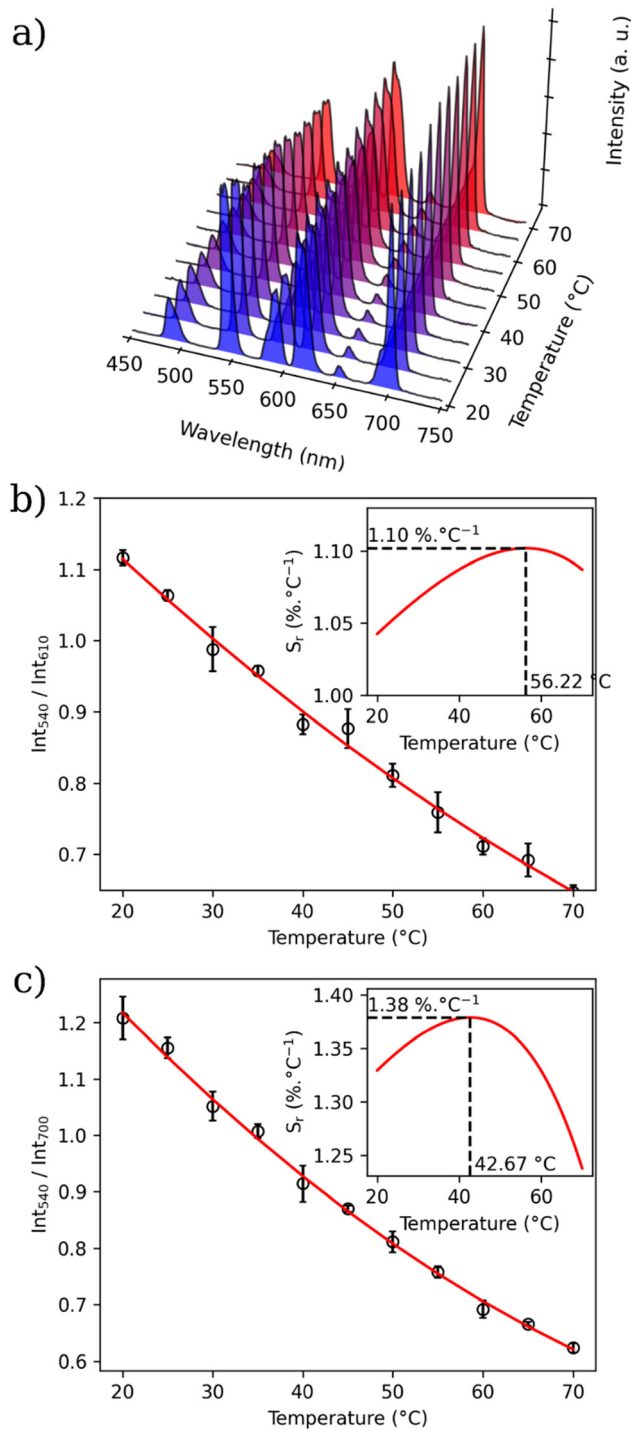 a)
Intensity (a. u.)
70
60
50
40
30
20
Temperature (°C)
450
500
550
600
650
700
750
Wavelength (nm)
b)
1.2
1.1
1.0
0.9
0.8
0.7
Int540 / Int610
20 30 40 50 60 70
Temperature (°C)
1.10 %.°C⁻¹
1.10
1.05
1.00
Sr (%.°C⁻¹)
56.22 °C
20 40 60
Temperature (°C)
c)
1.2
1.1
1.0
0.9
0.8
0.7
0.6
Int540 / Int700
20 30 40 50 60 70
Temperature (°C)
1.40
1.38 %.°C⁻¹
1.35
1.30
1.25
Sr (%.°C⁻¹)
42.67 °C
20 40 60
Temperature (°C)